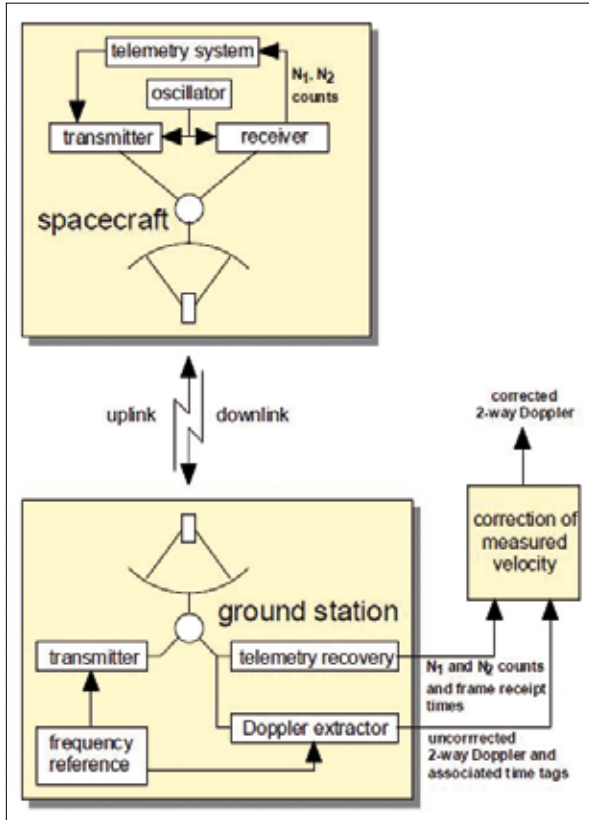 telemetry system
N1, N2
counts
oscillator
transmitter
receiver
spacecraft
uplink
downlink
corrected
2-way Doppler
correction of
measured
velocity
ground station
transmitter
telemetry recovery
N1 and N2 counts
and frame receipt
times
Doppler extractor
frequency
reference
uncorrrected
2-way Doppler and
associated time tags